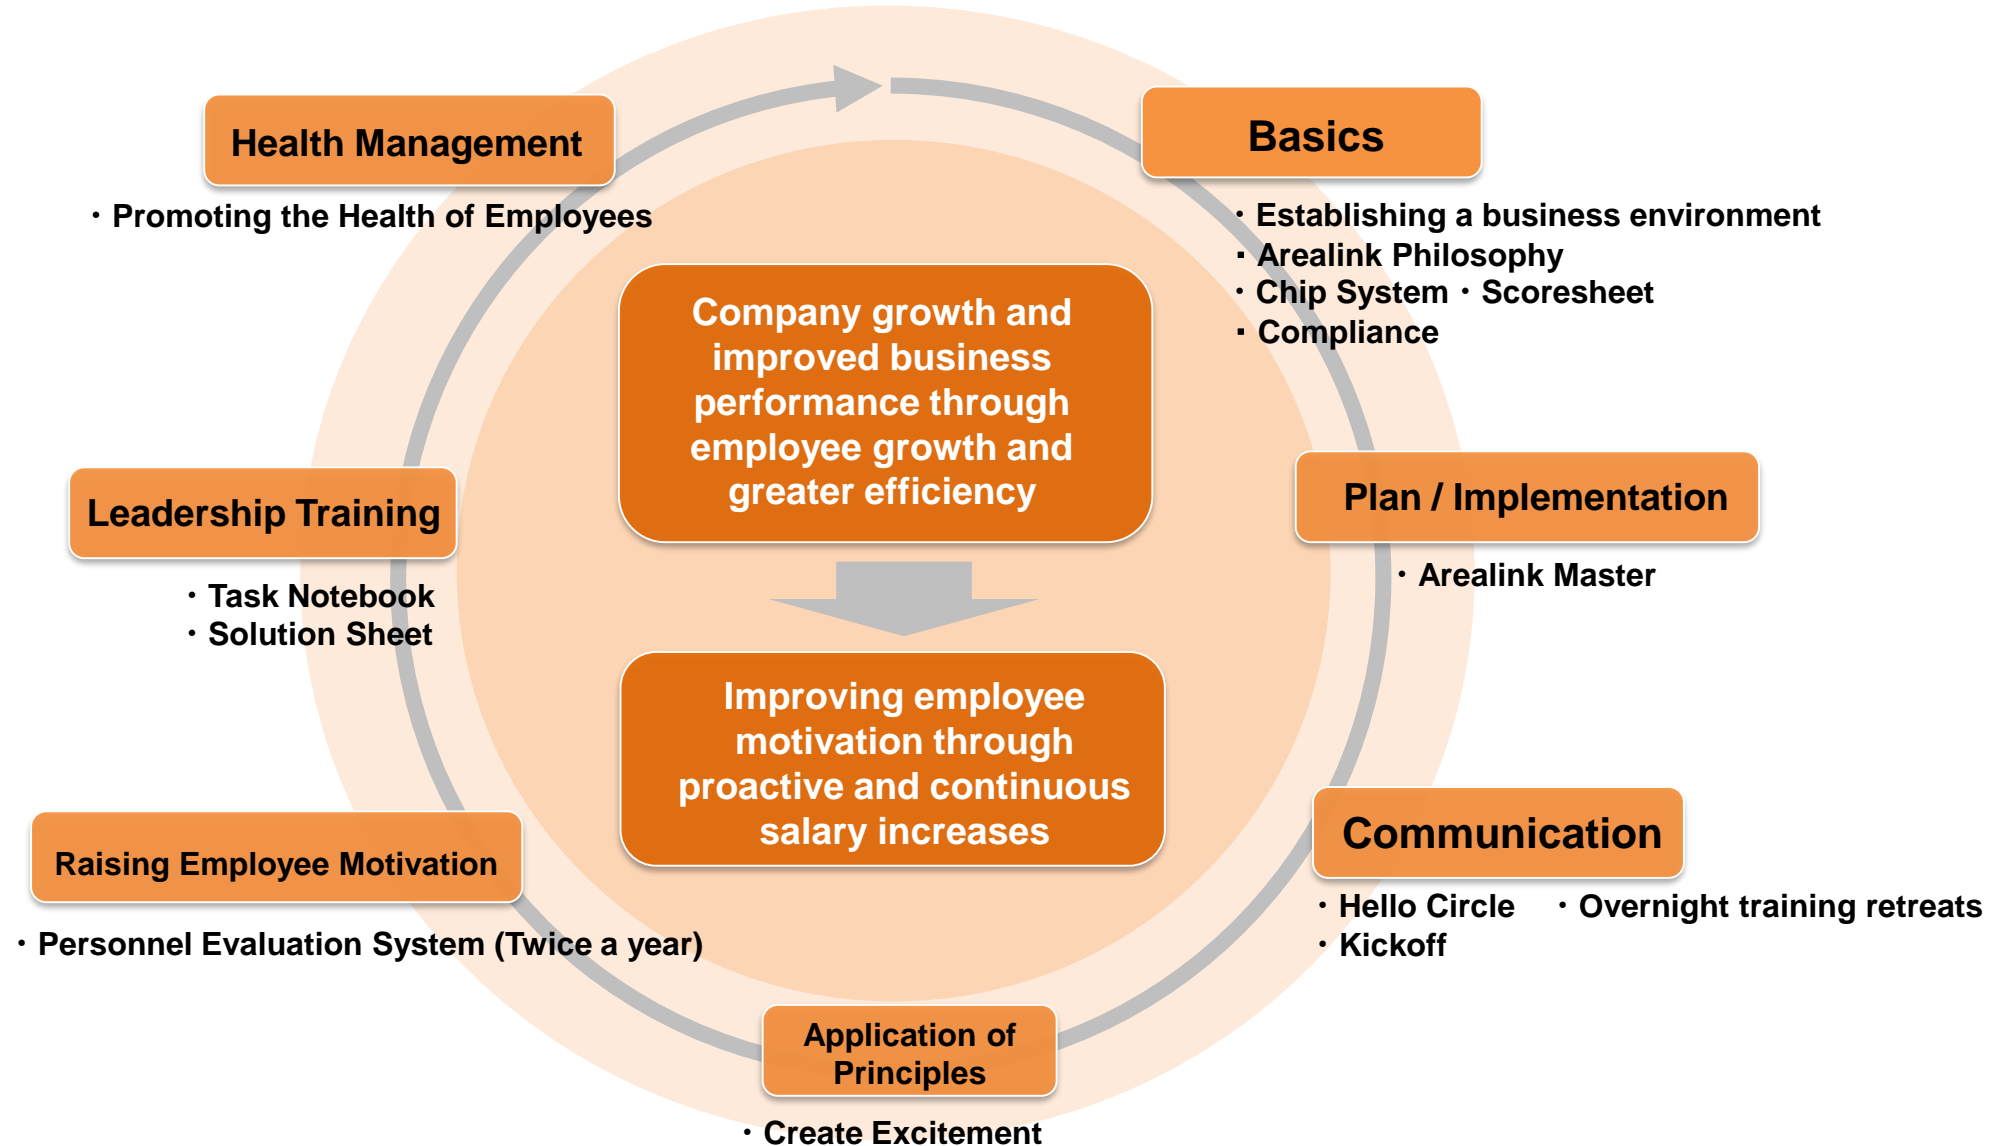 Health Management
・Promoting the Health of Employees
Basics
・Establishing a business environment
・Arealink Philosophy
・Chip System・Scoresheet
・Compliance
Company growth and
improved business
performance through
employee growth and
greater efficiency
Leadership Training
・Task Notebook
・Solution Sheet
Plan / Implementation
・Arealink Master
Improving employee
motivation through
proactive and continuous
salary increases
Raising Employee Motivation
・Personnel Evaluation System (Twice a year)
Communication
・Hello Circle ・Overnight training retreats
・Kickoff
Application of
Principles
・Create Excitement